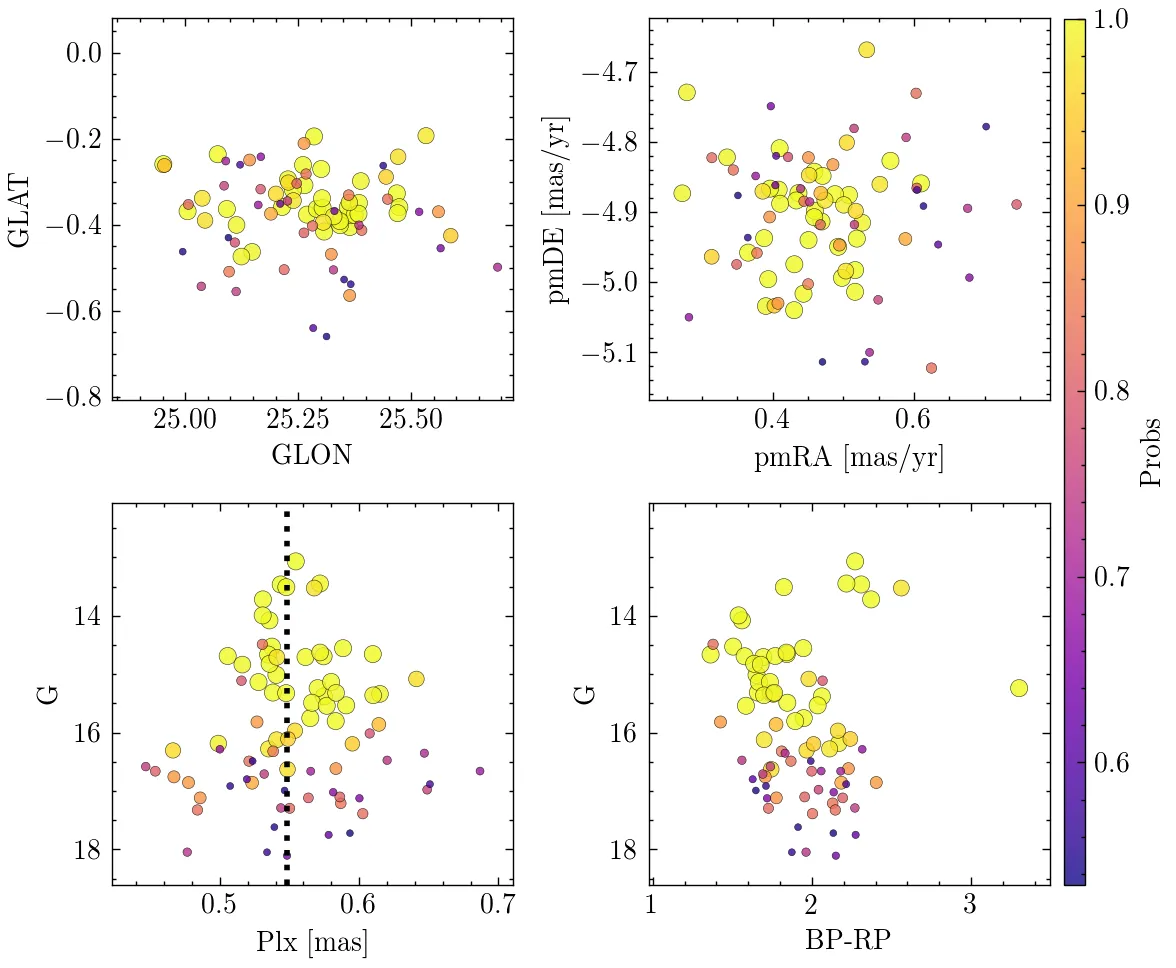 0.0
−0.2
−0.4
−0.6
−0.8
GLAT
25.00 25.25 25.50
GLON
−4.7
−4.8
−4.9
−5.0
−5.1
pmDE [mas/yr]
0.4 0.6
pmRA [mas/yr]
1.0
0.9
0.8
0.7
0.6
Probs
14
16
18
G
0.5 0.6 0.7
Plx [mas]
14
16
18
G
1 2 3
BP-RP